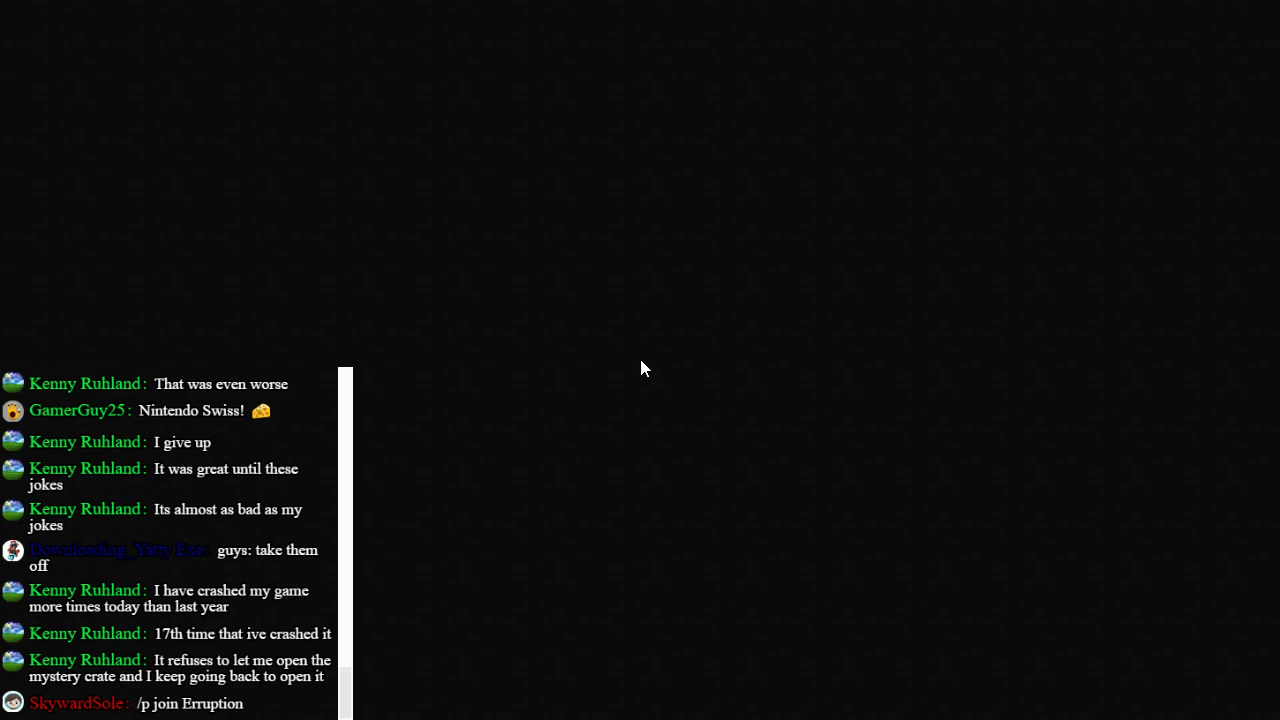 Kenny Ruhland: That was even worse
GamerGuy25: Nintendo Swiss! 🧀
Kenny Ruhland: I give up
Kenny Ruhland: It was great until these
jokes
Kenny Ruhland: Its almost as bad as my
jokes
Downloading_Yatty Exe: guys: take them
off
Kenny Ruhland: I have crashed my game
more times today than last year
Kenny Ruhland: 17th time that ive crashed it
Kenny Ruhland: It refuses to let me open the
mystery crate and I keep going back to open it
SkywardSole: /p join Erruption